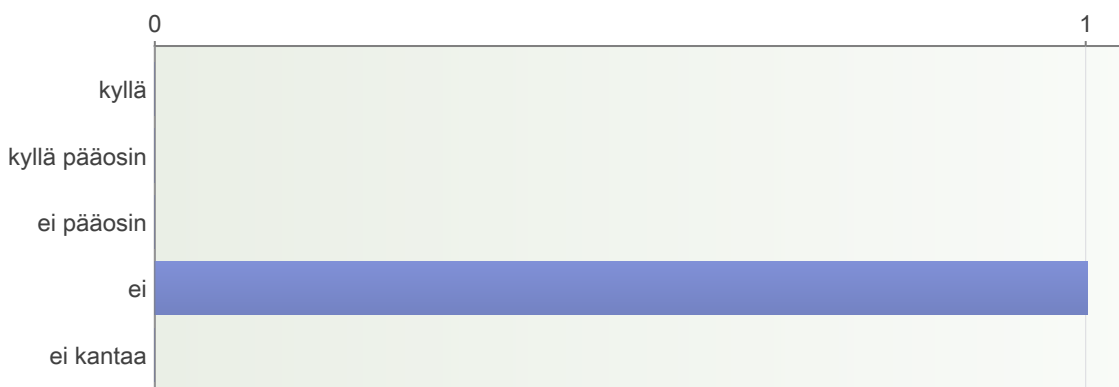 0 1
kyllä
kyllä pääosin
ei pääosin
ei
ei kantaa